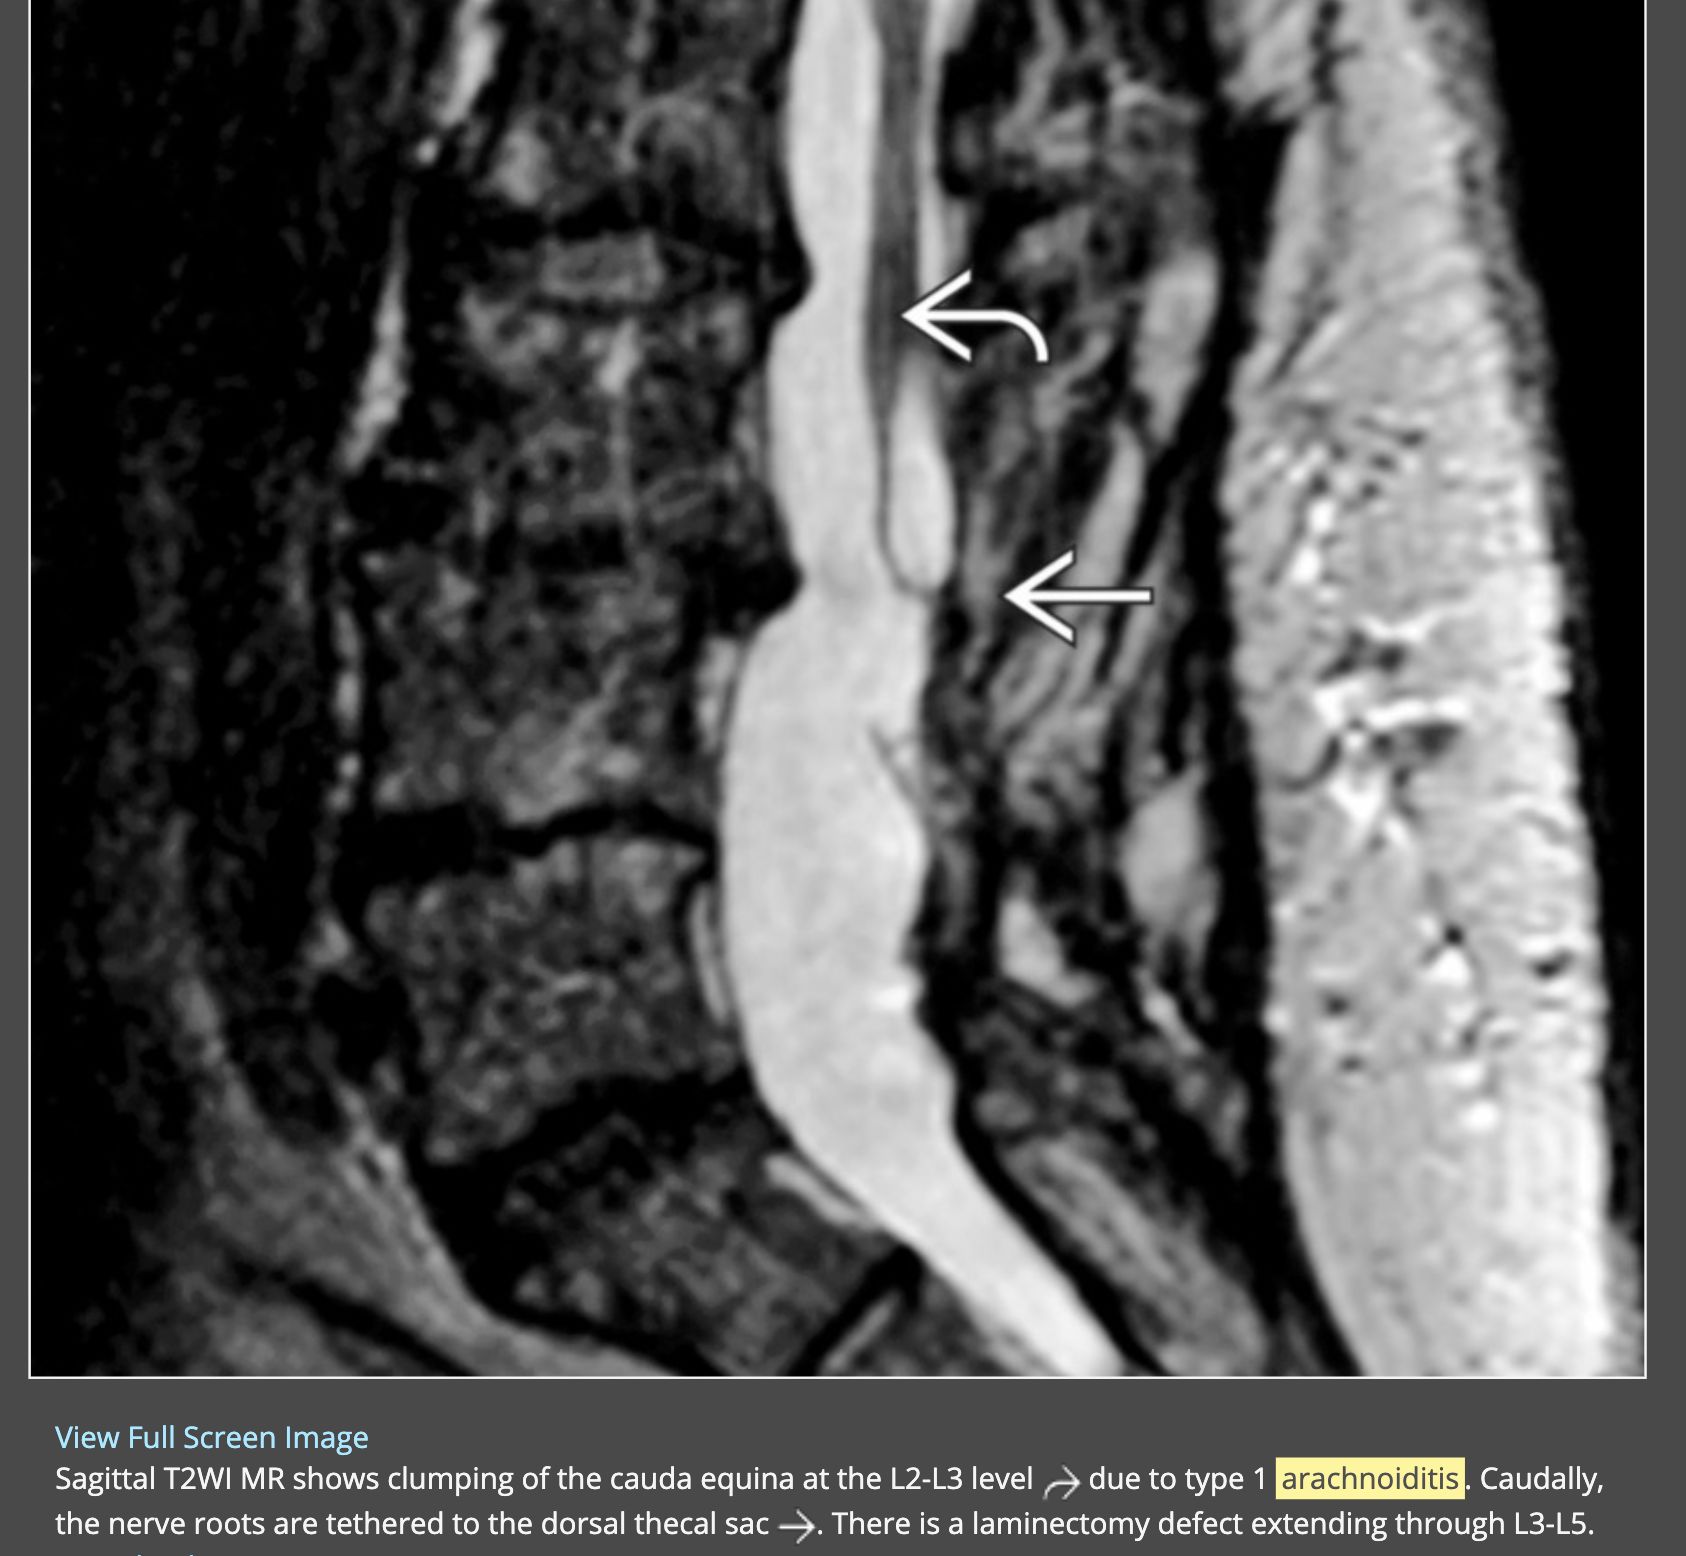 View Full Screen Image
Sagittal T2WI MR shows clumping of the cauda equina at the L2-L3 level due to type 1 arachnoiditis. Caudally,
the nerve roots are tethered to the dorsal thecal sac. There is a laminectomy defect extending through L3-L5.